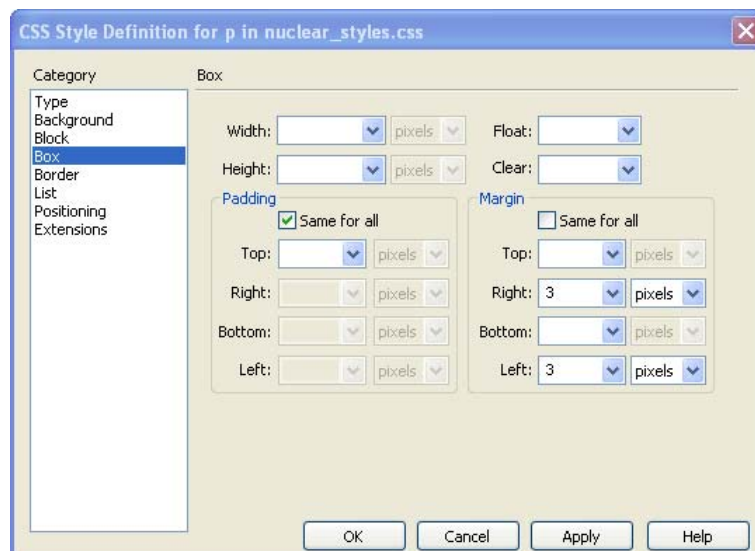 CSS Style Definition for p in nuclear_styles.css
Category
Box
Type
Background
Block
Box
Border
List
Positioning
Extensions
Width: pixels Float:
Height: pixels Clear:
Padding Margin
Same for all Same for all
Top: pixels Top: pixels
Right: pixels Right: 3 pixels
Bottom: pixels Bottom: pixels
Left: pixels Left: 3 pixels
OK Cancel Apply Help